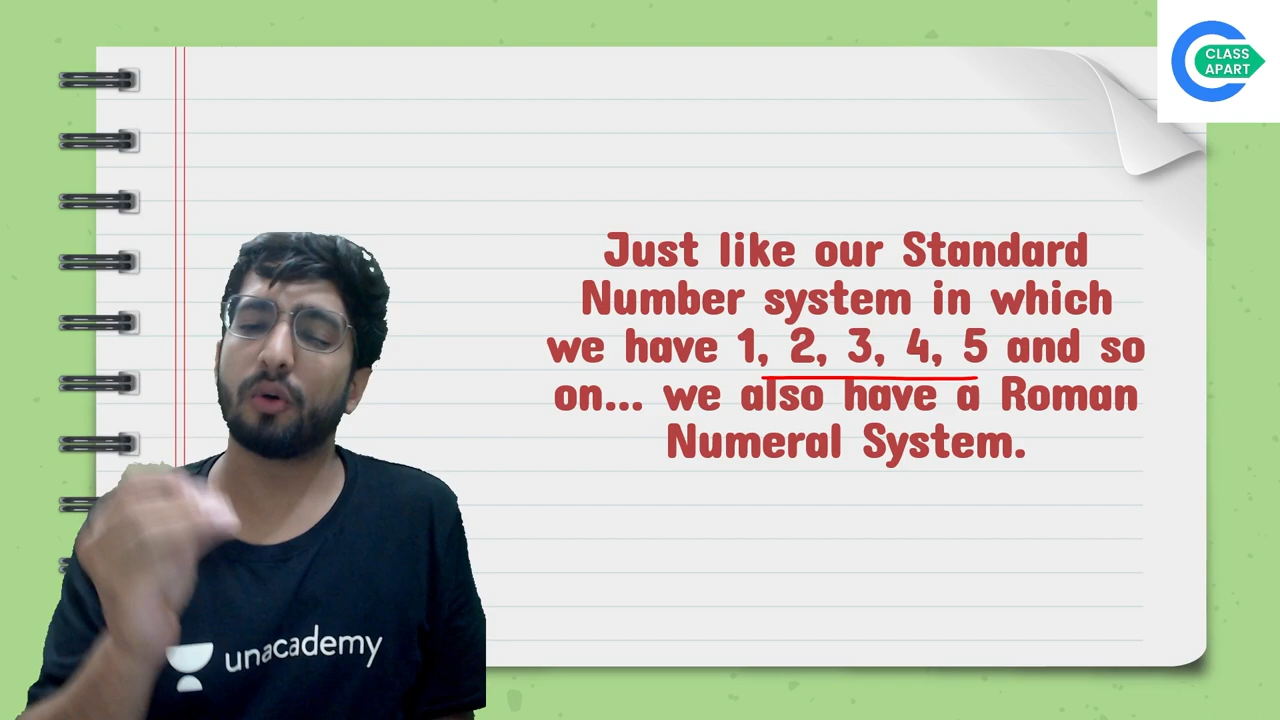 CLASS
APART
Just like our Standard
Number system in which
we have 1, 2, 3, 4, 5 and so
on... we also have a Roman
Numeral System.
unacademy